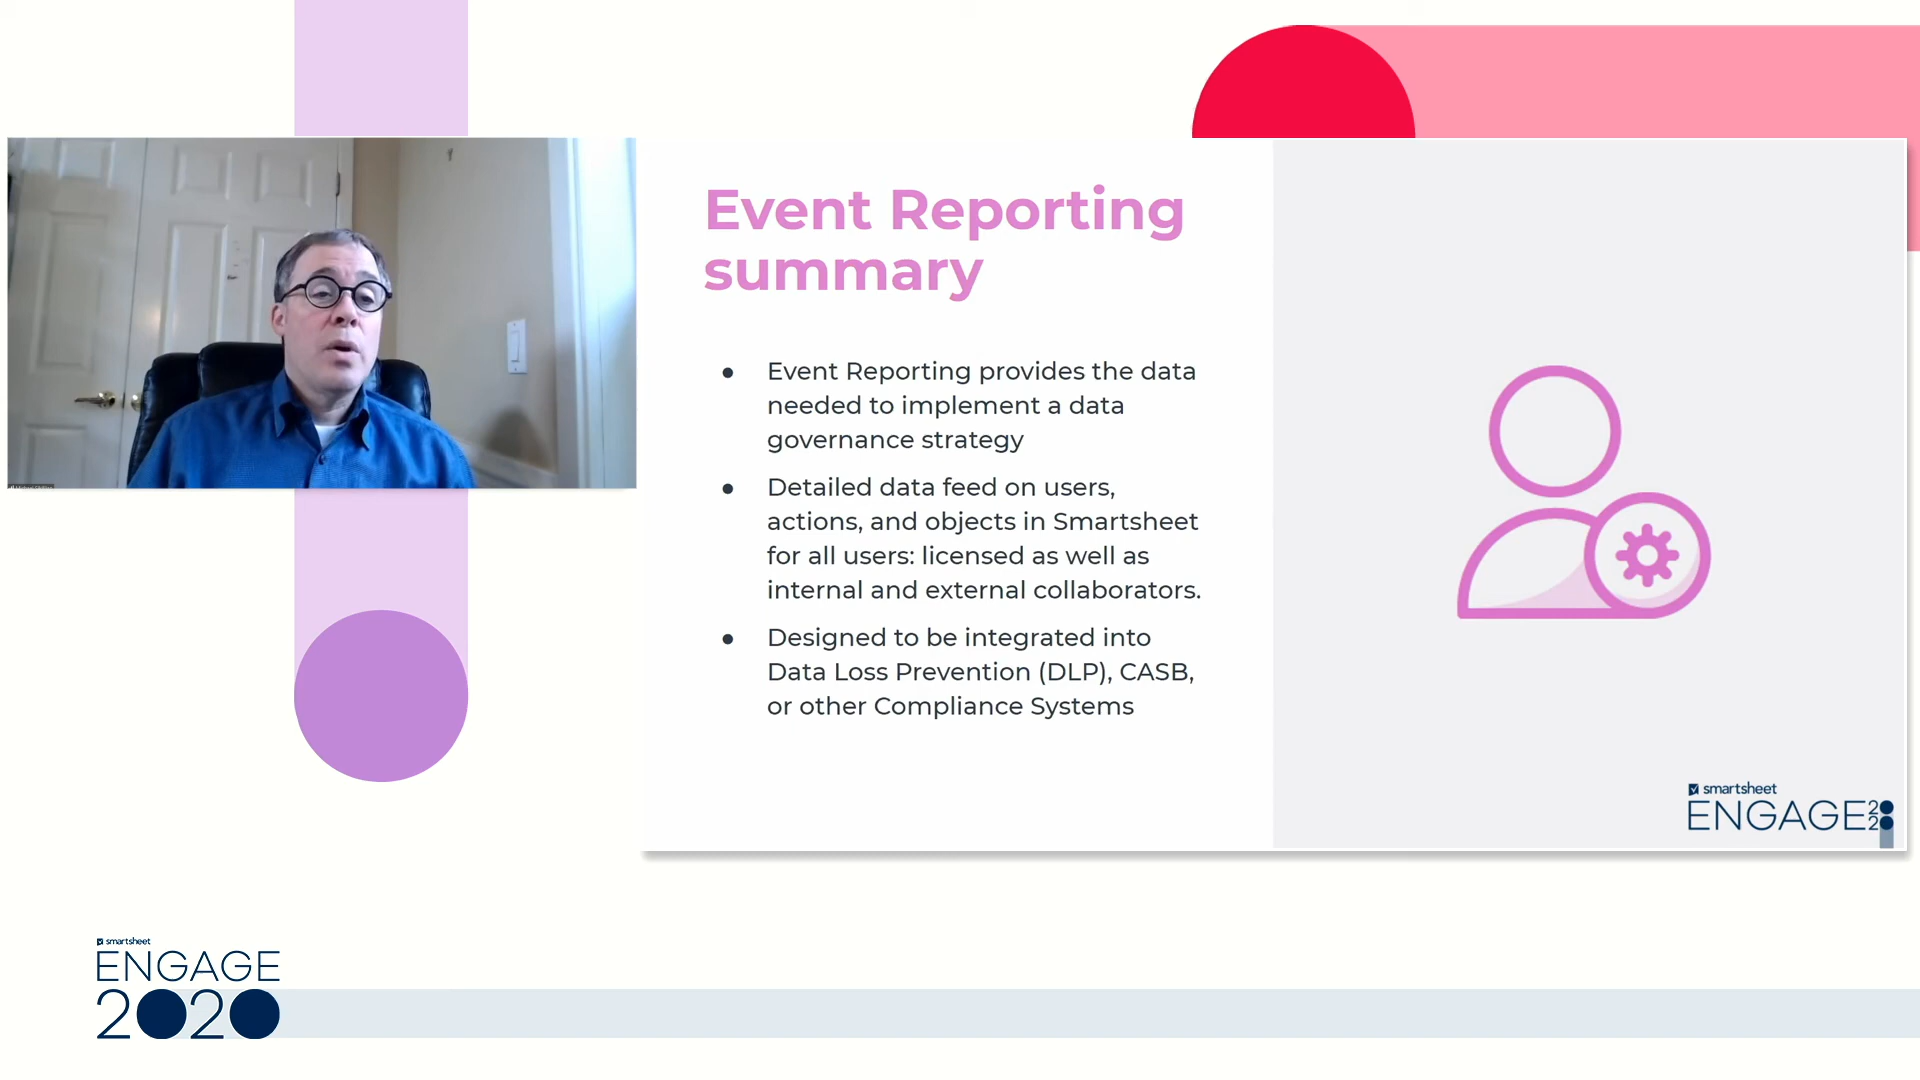 Event Reporting
summary
● Event Reporting provides the data
needed to implement a data
governance strategy
● Detailed data feed on users,
actions, and objects in Smartsheet
for all users: licensed as well as
internal and external collaborators.
● Designed to be integrated into
Data Loss Prevention (DLP), CASB,
or other Compliance Systems
smartsheet
ENGAGE 2020
smartsheet
ENGAGE
2020